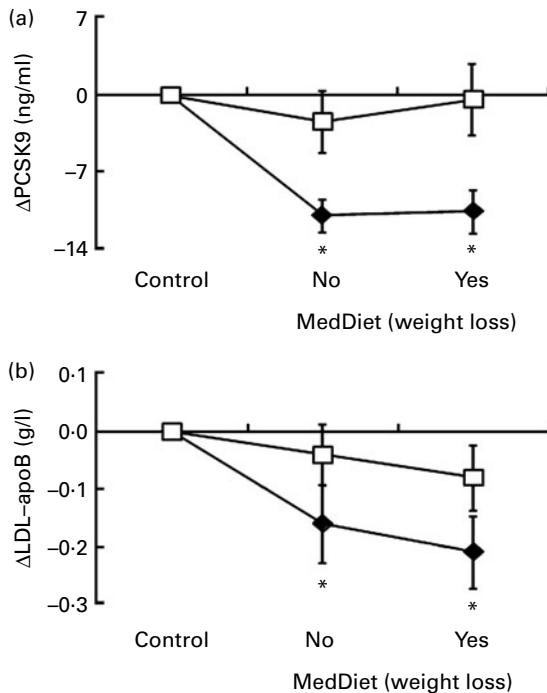 (a)
7
0
–7
–14
ΔPCSK9 (ng/ml)
*
*
Control No Yes
MedDiet (weight loss)
(b)
0·1
0·0
–0.1
–0.2
–0.3
ΔLDL–apoB (g/l)
*
*
Control No Yes
MedDiet (weight loss)